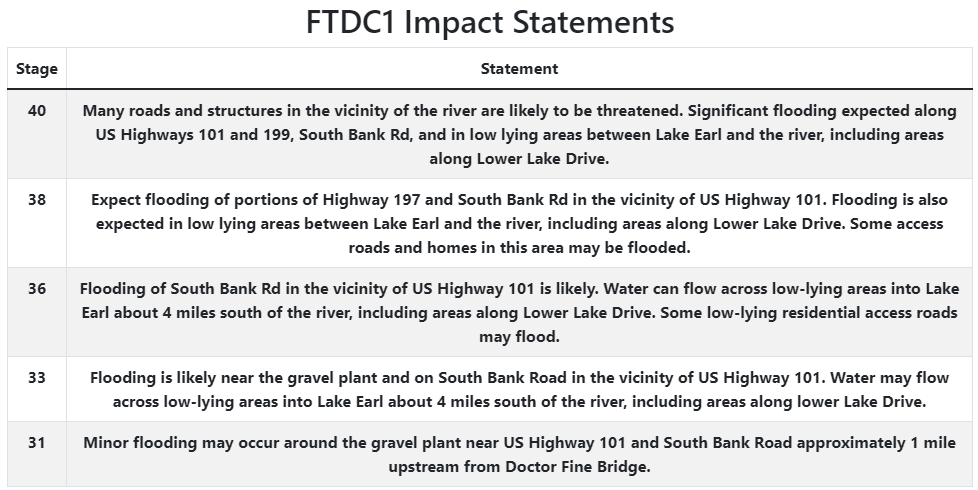 FTDC1 Impact Statements
Stage Statement
40 Many roads and structures in the vicinity of the river are likely to be threatened. Significant flooding expected along
US Highways 101 and 199, South Bank Rd, and in low lying areas between Lake Earl and the river, including areas
along Lower Lake Drive.
38 Expect flooding of portions of Highway 197 and South Bank Rd in the vicinity of US Highway 101. Flooding is also
expected in low lying areas between Lake Earl and the river, including areas along Lower Lake Drive. Some access
roads and homes in this area may be flooded.
36 Flooding of South Bank Rd in the vicinity of US Highway 101 is likely. Water can flow across low-lying areas into Lake
Earl about 4 miles south of the river, including areas along Lower Lake Drive. Some low-lying residential access roads
may flood.
33 Flooding is likely near the gravel plant and on South Bank Road in the vicinity of US Highway 101. Water may flow
across low-lying areas into Lake Earl about 4 miles south of the river, including areas along lower Lake Drive.
31 Minor flooding may occur around the gravel plant near US Highway 101 and South Bank Road approximately 1 mile
upstream from Doctor Fine Bridge.